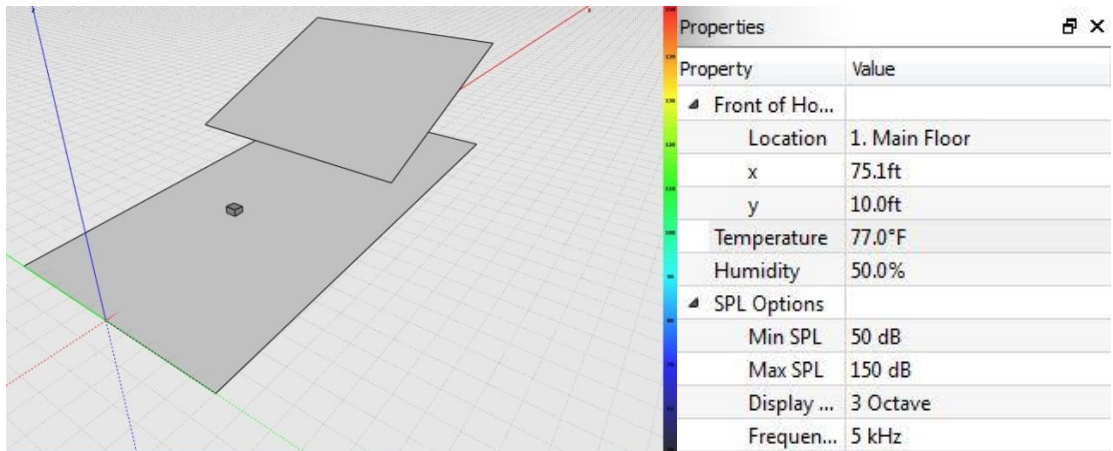 Properties
Property Value
Front of Ho...
Location 1. Main Floor
x 75.1ft
y 10.0ft
Temperature 77.0°F
Humidity 50.0%
SPL Options
Min SPL 50 dB
Max SPL 150 dB
Display ... 3 Octave
Frequen... 5 kHz